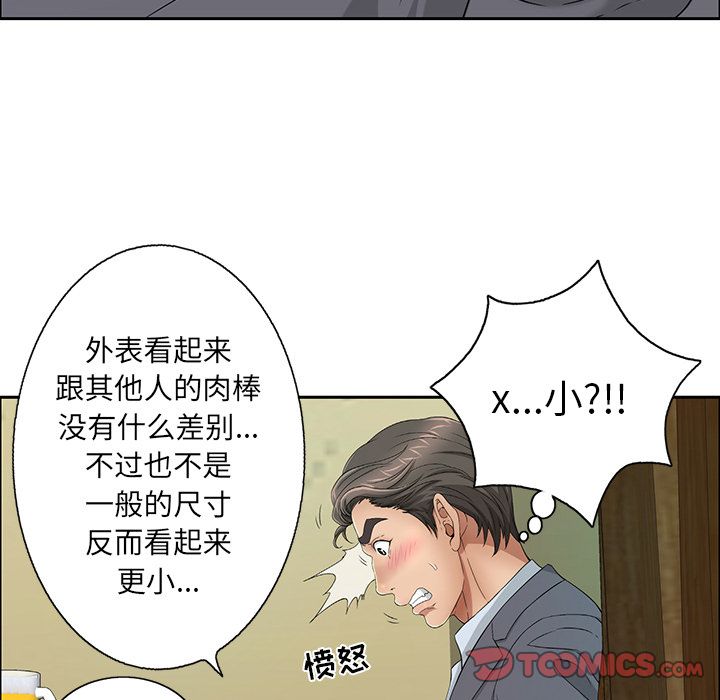 外表看起来
跟其他人的肉棒
没有什么差别...
不过也不是
一般的尺寸
反而看起来
更小...
x...小?!!
愤怒
TOOMICS.COM